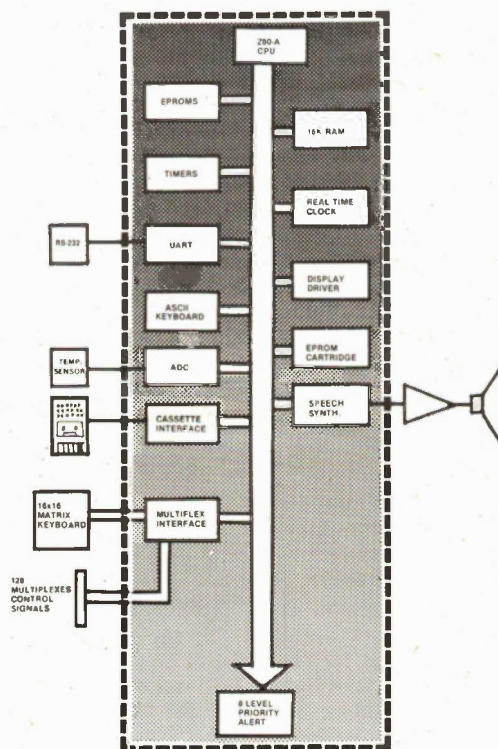 Z80-A
CPU
EPROMS
16K RAM
TIMERS
REAL TIME
CLOCK
RS-232
UART
DISPLAY
DRIVER
ASCII
KEYBOARD
EPROM
CARTRIDGE
TEMP.
SENSOR
ADC
SPEECH
SYNTH.
CASSETTE
INTERFACE
16x16
MATRIX
KEYBOARD
MULTIFLEX
INTERFACE
128
MULTIPLEXES
CONTROL
SIGNALS
8 LEVEL
PRIORITY
ALERT